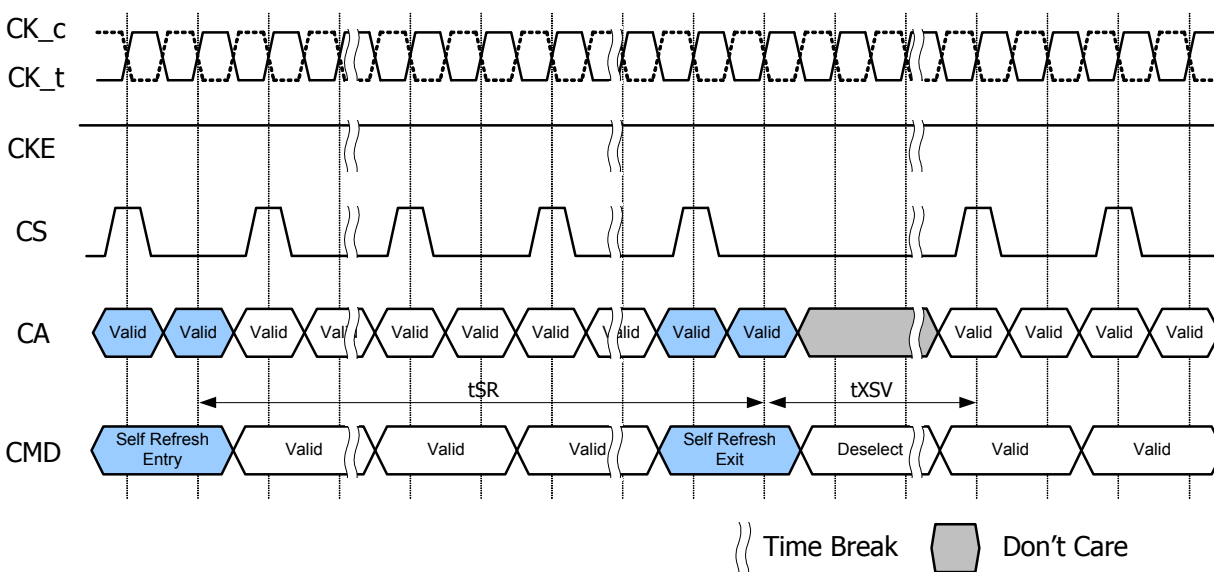 CK_c
CK_t
CKE
CS
CA
Valid Valid Valid Valid Valid Valid Valid Valid Valid Valid Valid Valid Valid Valid
tSR tXSV
CMD
Self Refresh Entry Valid Valid Valid Self Refresh Exit Deselect Valid Valid
Time Break Don't Care